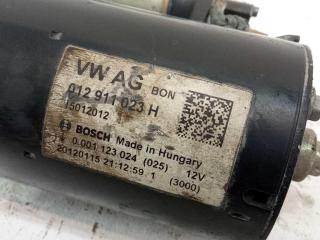 VW AG BON
012 911 023 H
15012012
BOSCH Made in Hungary
0 001 123 024 (025) 12V
20120115 21:12:59 1 (3000)